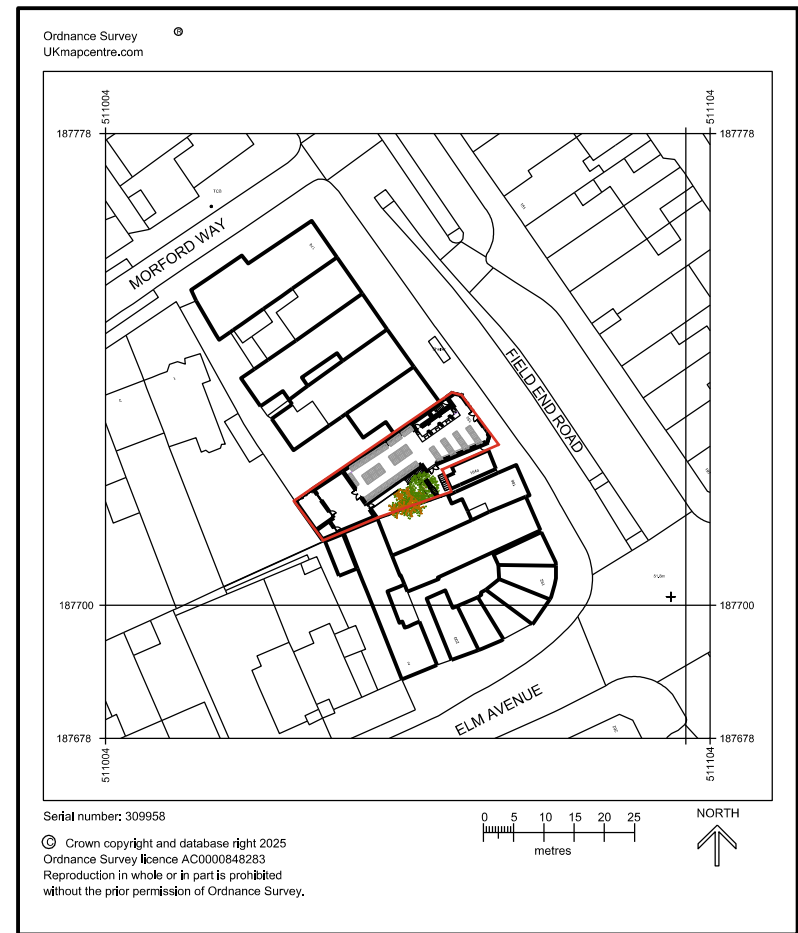 Ordnance Survey ®
UKmapcentre.com
511004
511104
187778
187778
MORFORD WAY
FIELD END ROAD
187700
187700
ELM AVENUE
187678
187678
511004
511104
Serial number: 309958
© Crown copyright and database right 2025
Ordnance Survey licence AC0000848283
Reproduction in whole or in part is prohibited
without the prior permission of Ordnance Survey.
0 5 10 15 20 25
metres
NORTH